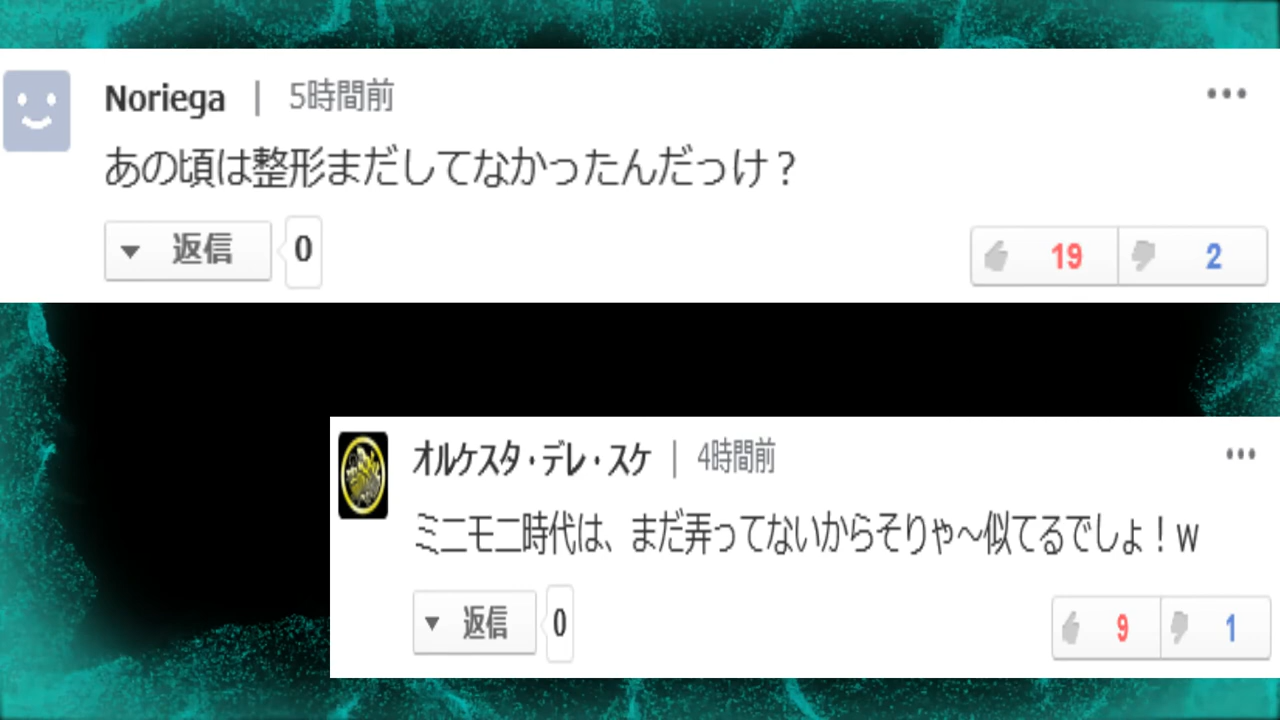 Noriega | 5時間前
あの頃は整形まだしてなかったんだっけ？
返信 0
19 2
オルケスタ・デレ・スケ | 4時間前
ミニモニ時代は、まだ弄ってないからそりゃ～似てるでしょ！w
返信 0
9 1